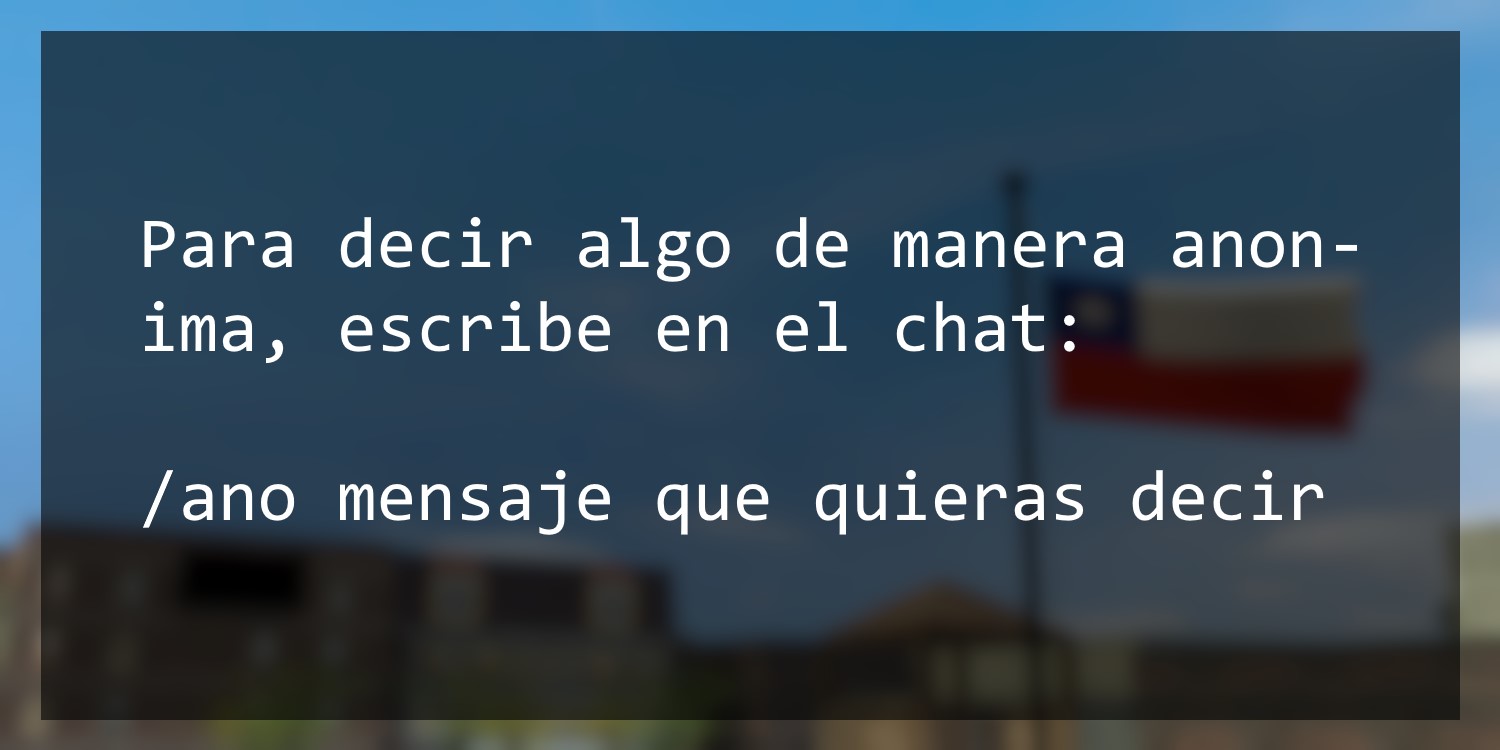 Para decir algo de manera anon-
ima, escribe en el chat:
/ano mensaje que quieras decir